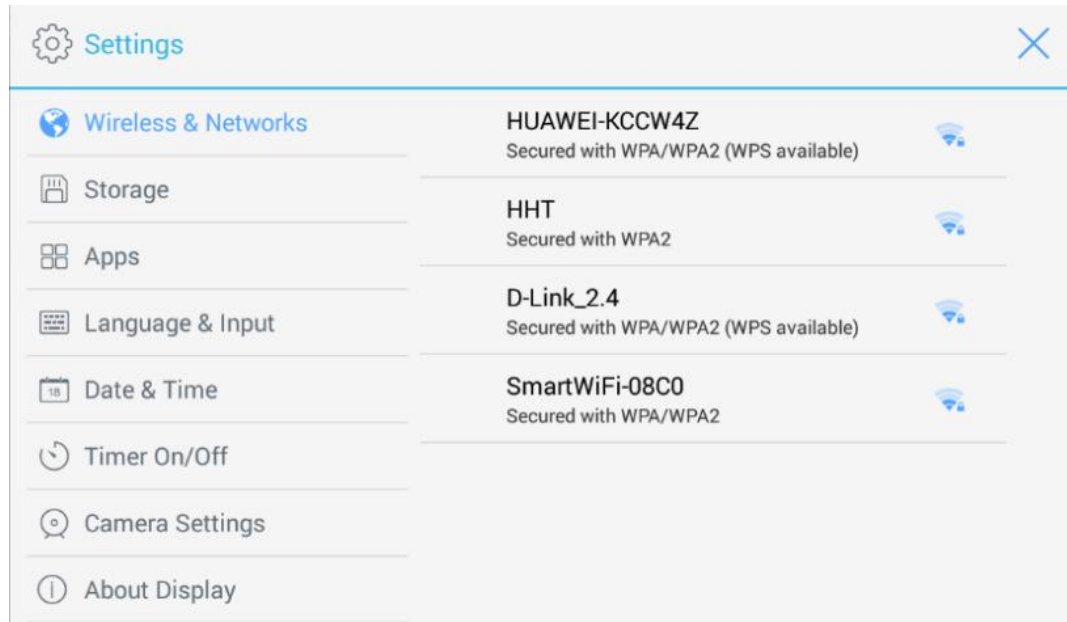 Settings
Wireless & Networks
Storage
Apps
Language & Input
18
Date & Time
Timer On/Off
Camera Settings
About Display
HUAWEI-KCCW4Z
Secured with WPA/WPA2 (WPS available)
HHT
Secured with WPA2
D-Link_2.4
Secured with WPA/WPA2 (WPS available)
SmartWiFi-08C0
Secured with WPA/WPA2